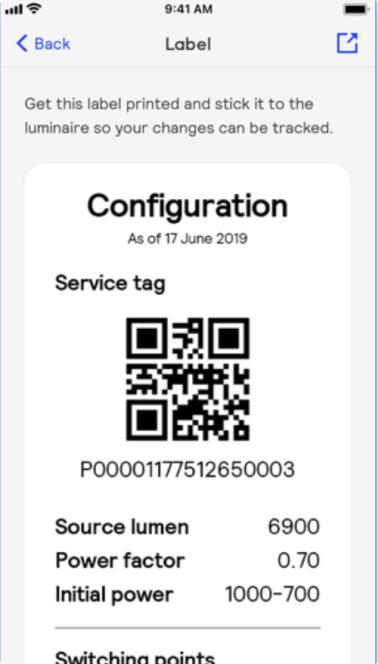 9:41 AM
Back
Label
Get this label printed and stick it to the
luminaire so your changes can be tracked.
Configuration
As of 17 June 2019
Service tag
P00001177512650003
Source lumen 6900
Power factor 0.70
Initial power 1000-700
Switching points